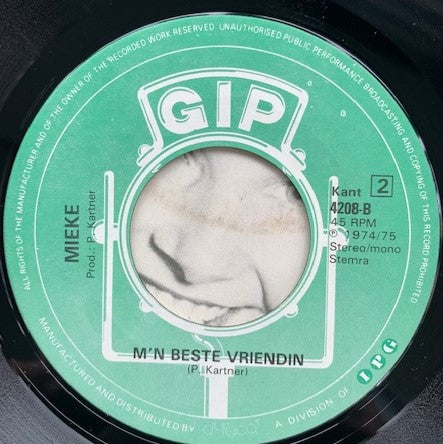 ALL RIGHTS OF THE MANUFACTURER AND OF THE OWNER OF THE RECORDED WORK RESERVED UNAUTHORISED PUBLIC PERFORMANCE BROADCASTING AND COPYING OF THIS RECORD PROHIBITED
GIP
MIEKE
Prod.: P. Kartner
Kant 2
4208-B
45 RPM
Ⓟ 1974/75
Stereo/mono
Stemra
M'N BESTE VRIENDIN
(P. Kartner)
MANUFACTURED AND DISTRIBUTED BY
A DIVISION OF IPG